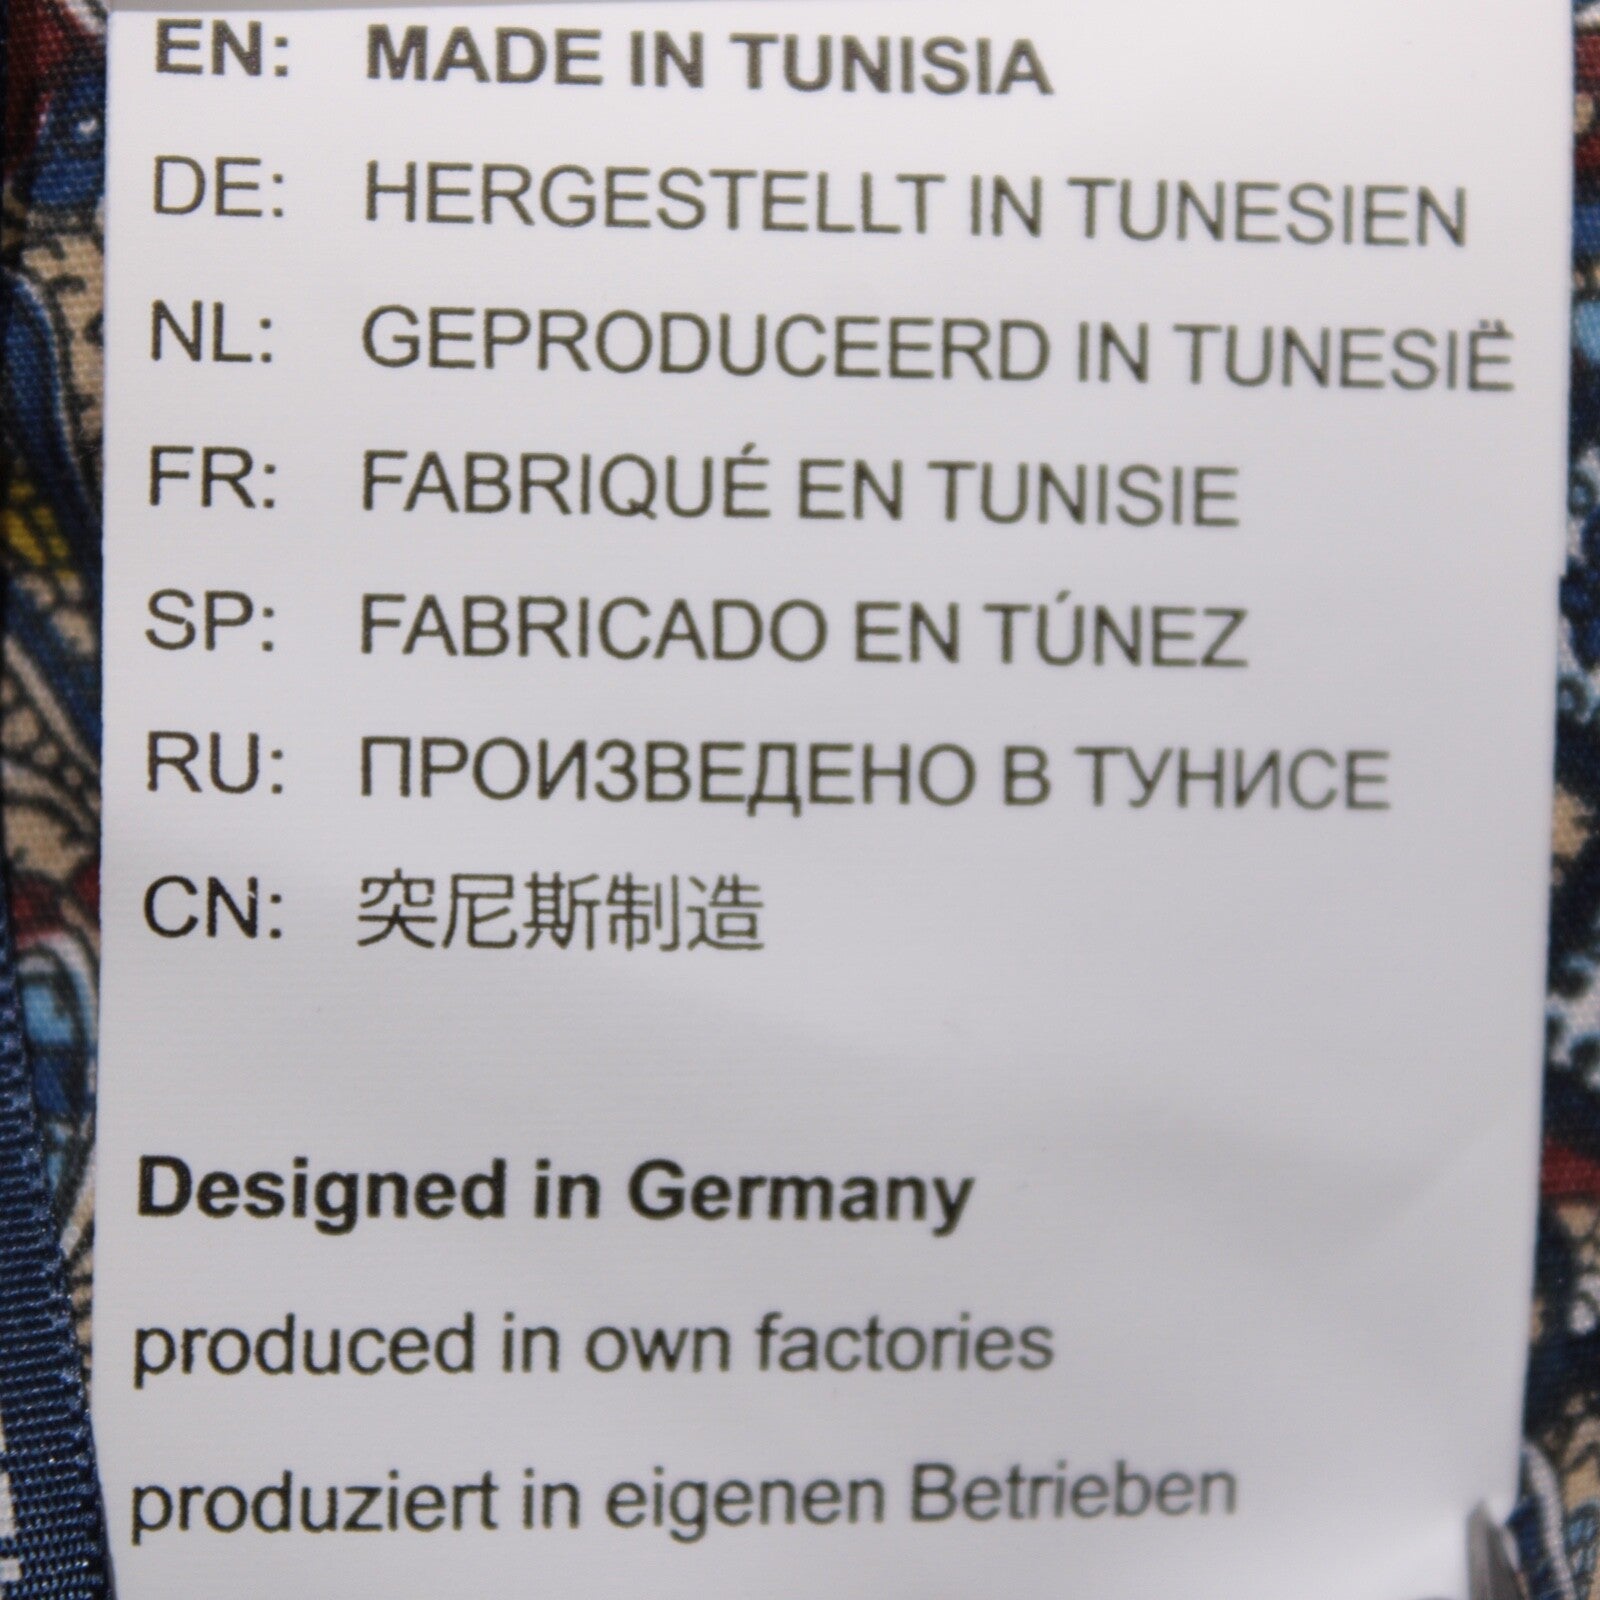 EN: MADE IN TUNISIA
DE: HERGESTELLT IN TUNESIEN
NL: GEPRODUCEERD IN TUNESIË
FR: FABRIQUÉ EN TUNISIE
SP: FABRICADO EN TÚNEZ
RU: ПРОИЗВЕДЕНО В ТУНИСЕ
CN: 突尼斯制造
Designed in Germany
produced in own factories
produziert in eigenen Betrieben